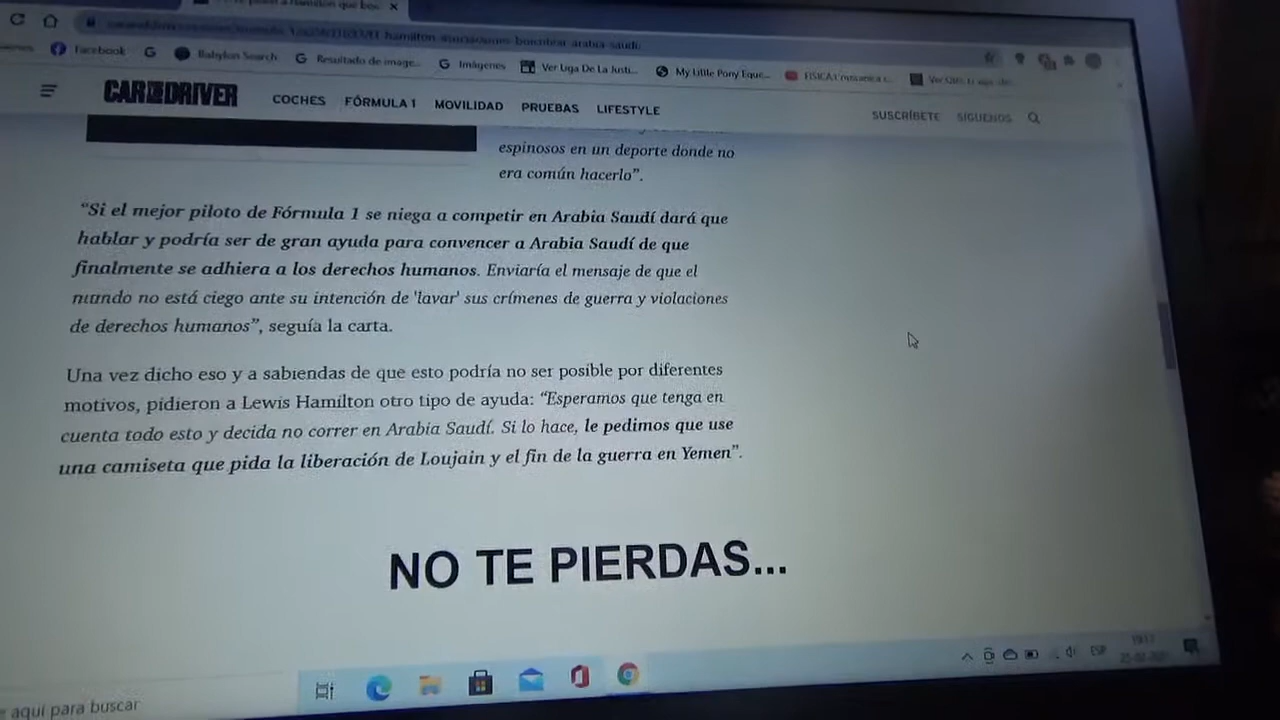 Facebook
Babylon Search
Resultado de image...
Imágenes
Ver Liga De La Justi...
My Little Pony Eque...
CAR AND DRIVER
COCHES FÓRMULA 1 MOVILIDAD PRUEBAS LIFESTYLE
SUSCRÍBETE SÍGUENOS
espinosos en un deporte donde no
era común hacerlo”.
“Si el mejor piloto de Fórmula 1 se niega a competir en Arabia Saudí dará que
hablar y podría ser de gran ayuda para convencer a Arabia Saudí de que
finalmente se adhiera a los derechos humanos. Enviaría el mensaje de que el
mundo no está ciego ante su intención de 'lavar' sus crímenes de guerra y violaciones
de derechos humanos”, seguía la carta.
Una vez dicho eso y a sabiendas de que esto podría no ser posible por diferentes
motivos, pidieron a Lewis Hamilton otro tipo de ayuda: “Esperamos que tenga en
cuenta todo esto y decida no correr en Arabia Saudí. Si lo hace, le pedimos que use
una camiseta que pida la liberación de Loujain y el fin de la guerra en Yemen”.
NO TE PIERDAS...
aquí para buscar
ESP